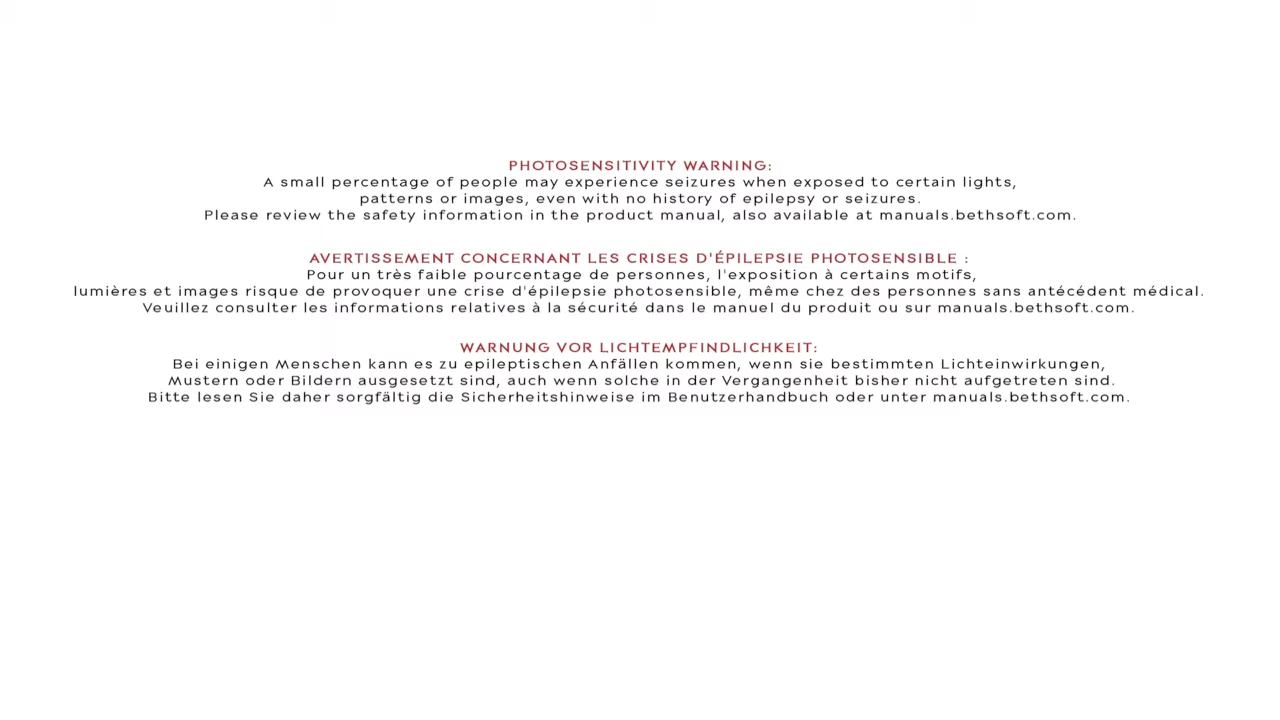 PHOTOSENSITIVITY WARNING:
A small percentage of people may experience seizures when exposed to certain lights,
patterns or images, even with no history of epilepsy or seizures.
Please review the safety information in the product manual, also available at manuals.bethsoft.com.
AVERTISSEMENT CONCERNANT LES CRISES D'ÉPILEPSIE PHOTOSENSIBLE :
Pour un très faible pourcentage de personnes, l'exposition à certains motifs,
lumières et images risque de provoquer une crise d'épilepsie photosensible, même chez des personnes sans antécédent médical.
Veuillez consulter les informations relatives à la sécurité dans le manuel du produit ou sur manuals.bethsoft.com.
WARNUNG VOR LICHTEMPFINDLICHKEIT:
Bei einigen Menschen kann es zu epileptischen Anfällen kommen, wenn sie bestimmten Lichteinwirkungen,
Mustern oder Bildern ausgesetzt sind, auch wenn solche in der Vergangenheit bisher nicht aufgetreten sind.
Bitte lesen Sie daher sorgfältig die Sicherheitshinweise im Benutzerhandbuch oder unter manuals.bethsoft.com.